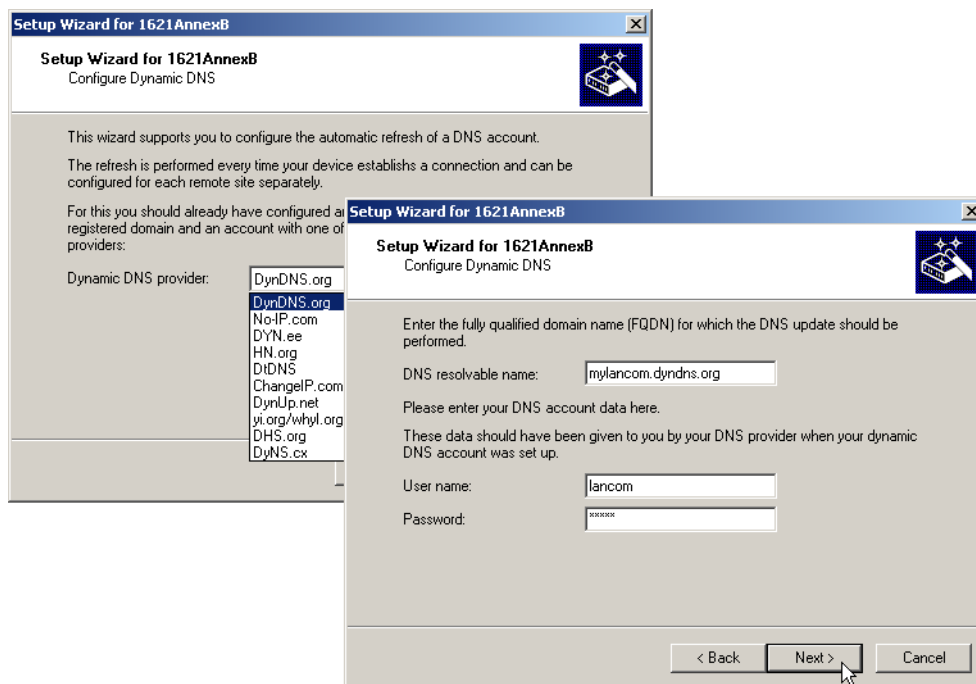 Setup Wizard for 1621AnnexB
Setup Wizard for 1621AnnexB
Configure Dynamic DNS
This wizard supports you to configure the automatic refresh of a DNS account.
The refresh is performed every time your device establishs a connection and can be
configured for each remote site separately.
For this you should already have configured
registered domain and an account with one of
providers:
Dynamic DNS provider:
DynDNS.org
DynDNS.org
No-IP.com
DYN.ee
HN.org
DtDNS
ChangeIP.com
DynUp.net
yi.org/whyI.org
DHS.org
DyNS.cx
Setup Wizard for 1621AnnexB
Setup Wizard for 1621AnnexB
Configure Dynamic DNS
Enter the fully qualified domain name (FQDN) for which the DNS update should be
performed.
DNS resolvable name:
mylancom.dyndns.org
Please enter your DNS account data here.
These data should have been given to you by your DNS provider when your dynamic
DNS account was set up.
User name:
lancom
Password:
xxxxx
< Back
Next >
Cancel